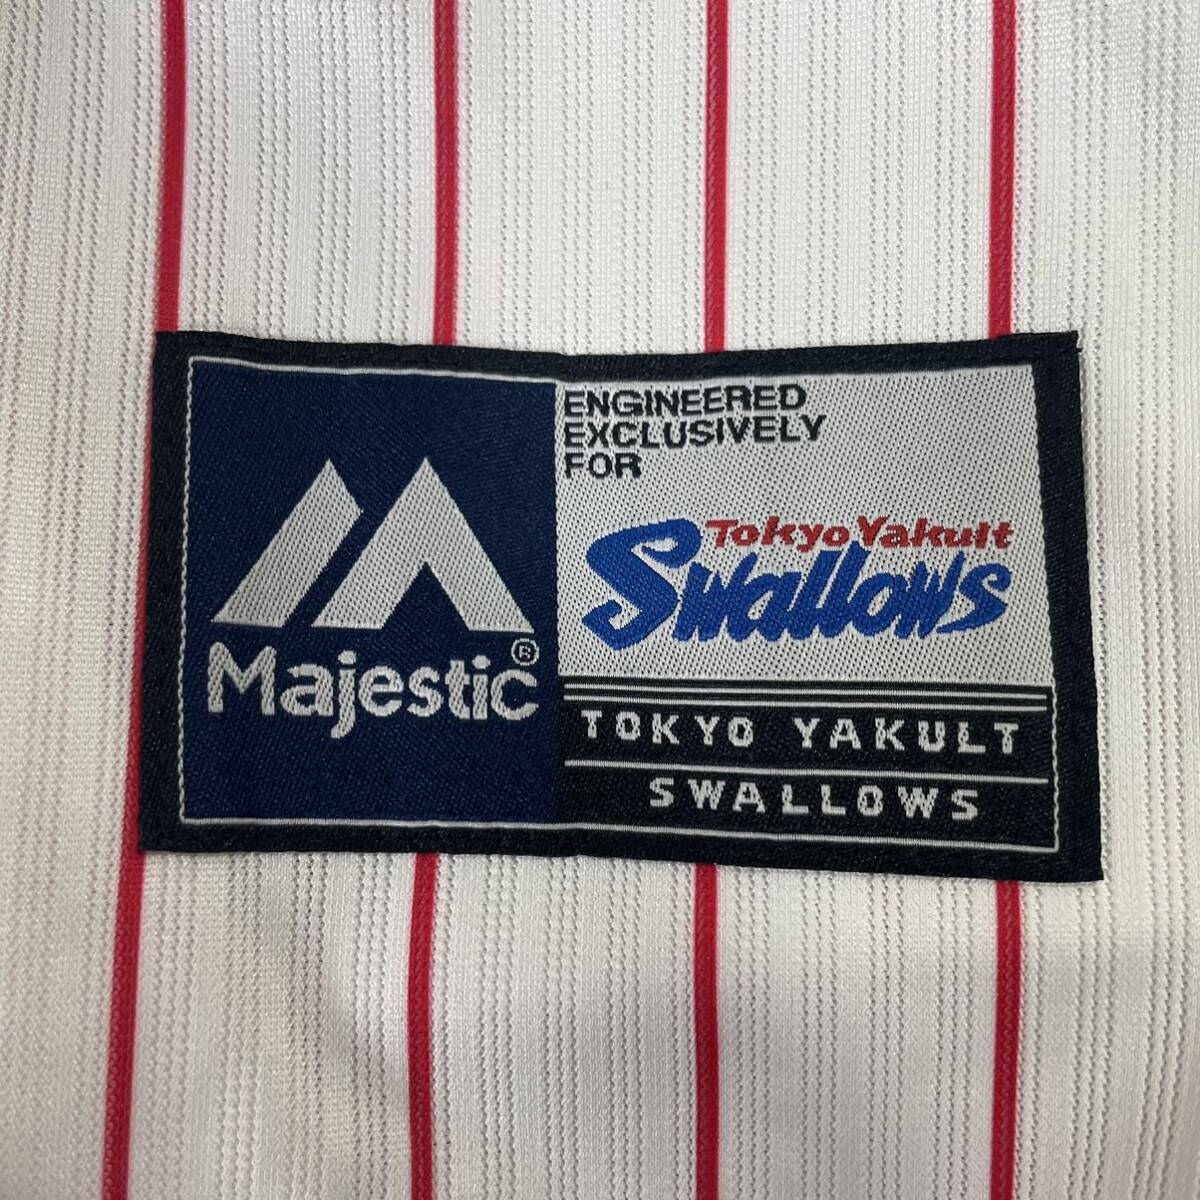 Majestic®
ENGINEERED
EXCLUSIVELY
FOR
Tokyo Yakult
Swallows
TOKYO YAKULT
SWALLOWS